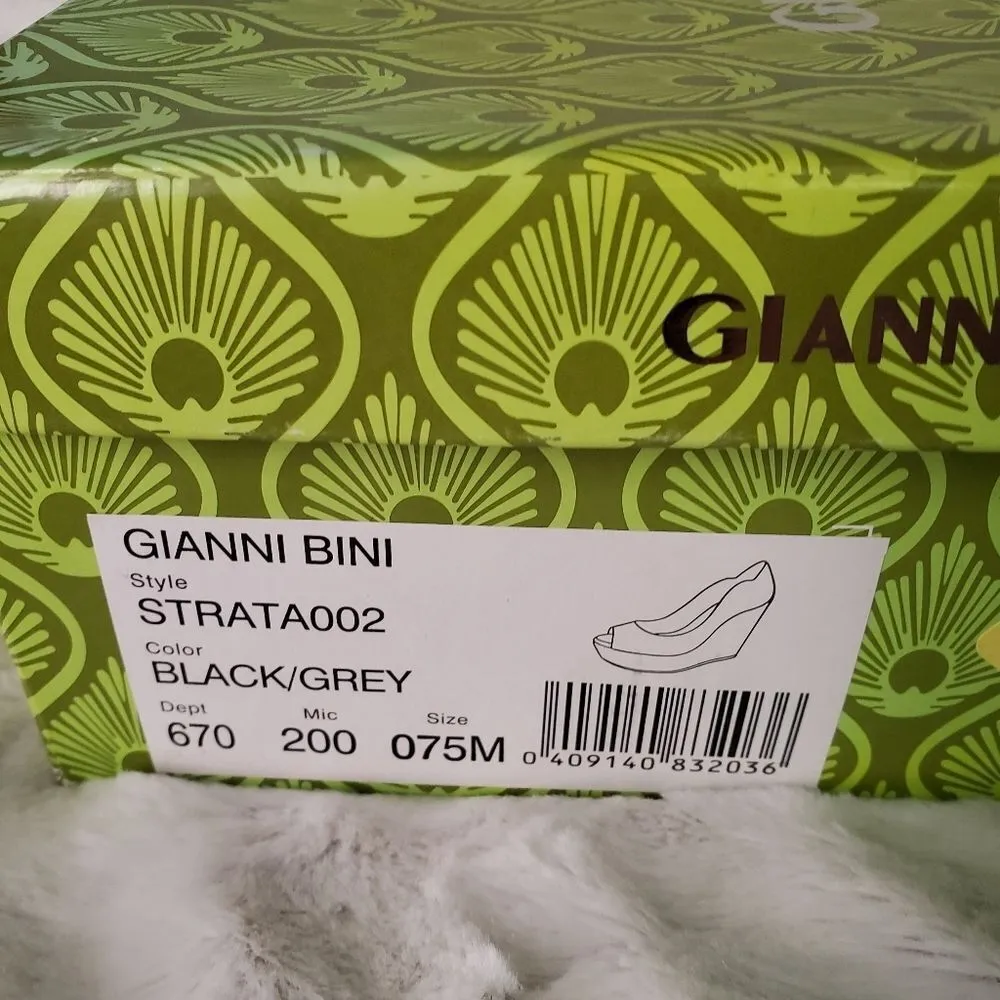 GIANN
GIANNI BINI
Style
STRATA002
Color
BLACK/GREY
Dept Mic Size
670 200 075M
0 409140 832036